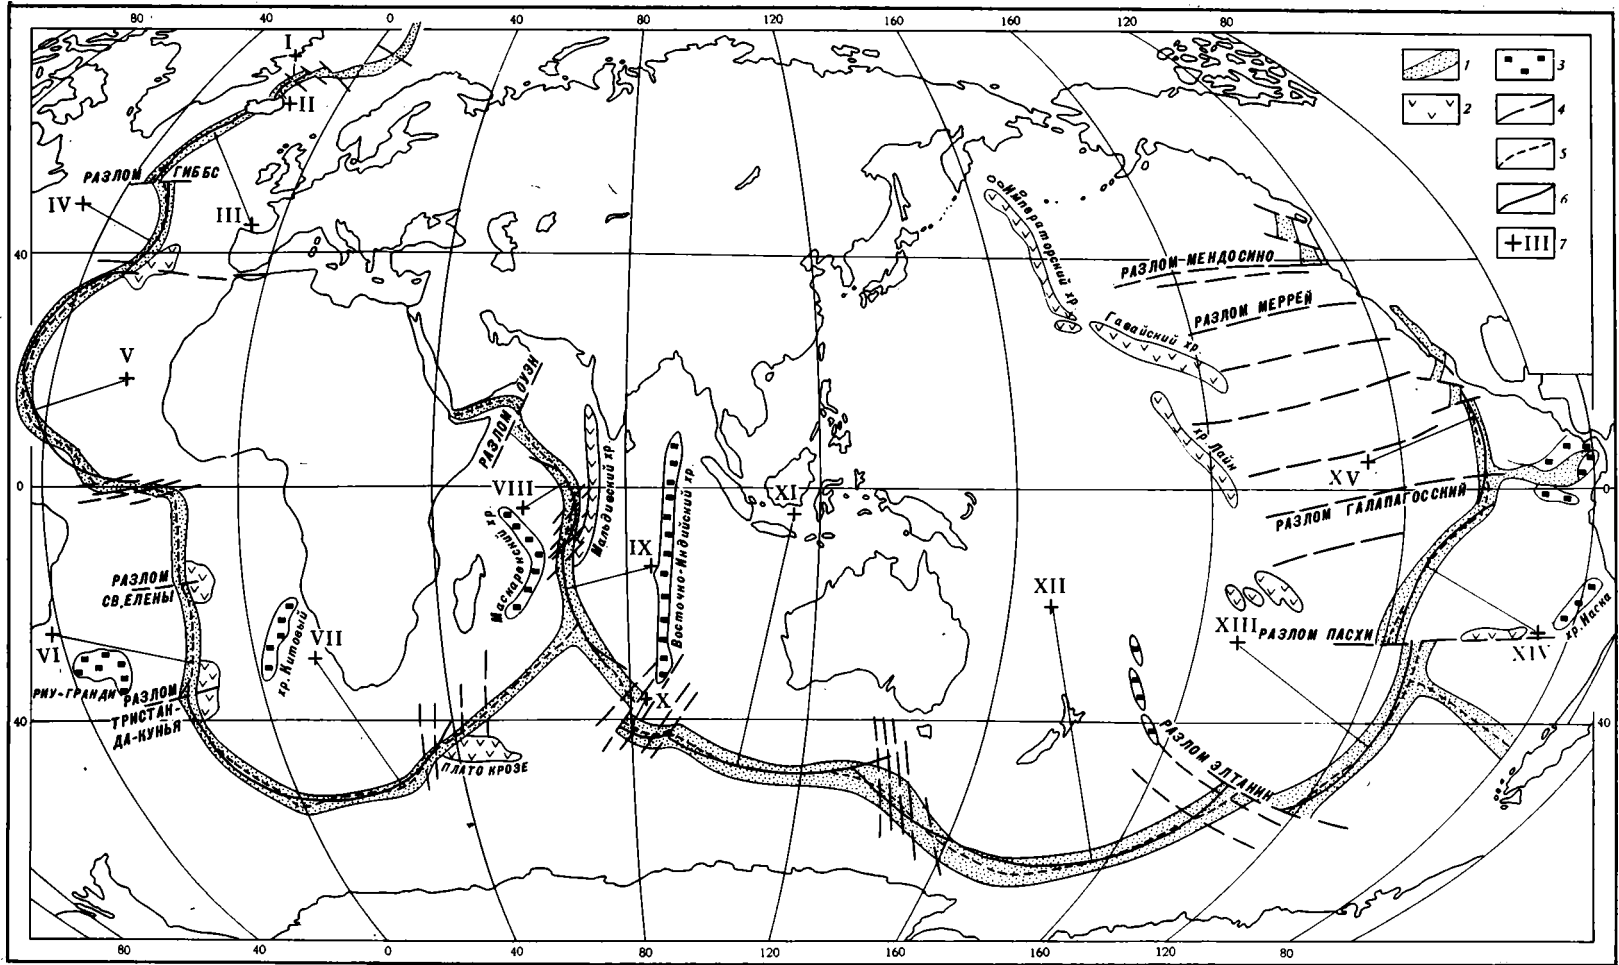 80 40 0 40 80 120 160 160 120 80
I
II
РАЗЛОМ ГИББС
IV
III
40
V
0
РАЗЛОМ
СВ. ЕЛЕНЫ
VI
РИУ-ГРАНДИ
РАЗЛОМ
ТРИСТАН-
ДА-КУНЬЯ
40
хр. Китовый
VII
ПЛАТО КРОЗЕ
РАЗЛОМ ОУЭН
VIII
Маскаренский хр
Мальдивский хр.
IX
Восточно-Индийский хр.
X
XI
XII
Императорский хр
Гавайский хр.
хр. Лайн
РАЗЛОМ МЕНДОСИНО
РАЗЛОМ МЕРРЕЙ
XV
РАЗЛОМ ГАЛАПАГОССКИЙ
0
XIII
РАЗЛОМ ПАСХИ
XIV
хр. Наска
40
РАЗЛОМ ЭЛТАНИН
1
2
3
4
5
6
III 7
80 40 0 40 80 120 160 160 120 80